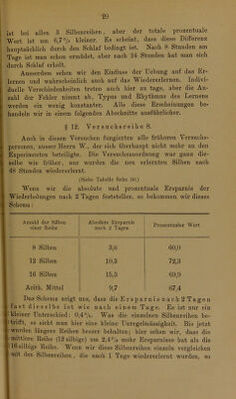 29
ist bei allen 3 Silbenreihen, aber der totale prozentuale
Wert ist um 6,7 % kleiner. Es scheint, dass diese Differenz
hauptsächlich durch den Schlaf bedingt ist. Nach 8 Stunden am
Tage ist man schon ermüdet, aber nach 24 Stunden hat man sich
durch Schlaf erholt.
Ausserdem sehen wir den Einfluss der Uebung auf das Er-
lernen und wahrscheinlich auch auf das Wiedererlernen. Indivi-
duelle Verschiedenheiten treten auch hier zu tage, aber die An-
zahl der Fehler nimmt ab. Typus und Rhythmus des Lernens
werden ein wenig konstanter. Alle diese Erscheinungen be-
handeln wir in einem folgenden Abschnitte ausführlicher.
§ 12. Versuchsreihe 8.
Auch in diesen Versuchen fungierten alle früheren Versuchs-
personen, ausser Herrn W., der sich überhaupt nicht mehr an den
Experimenten beteiligte. Die Versuchsanordnung war ganz die-
selbe wie früher, nur wurden die neu erlernten Silben nach
48 Stunden wiedererlernt.
(Siehe Tabelle Seite 30.)
Wenn wir die absolute und prozentuale Ersparnis der
Wiederholungen nach 2 Tagen feststellen, so bekommen wir dieses
Schema:
Anzahl der Silben
einer Reihe
Absolute Ersparnis
nach 2 Tagen
Prozentualer Wert
8 Silben 3,6 60,0
12 Silben 10,3 72,3
16 Silben 15,5 69,9
Arith. Mittel 9,7 67,4
Das Schema zeigt uns, dass die Ersparnis nach 2 Tagen
fast dieselbe ist wie nach einem Tage. Es ist nur ein
kleiner Unterschied: 0,4 %. Was die einzelnen Silbenreihen be-
trifft, so sieht man hier eine kleine Unregelmässigkeit. Bis jetzt
wurden längere Reihen besser behalten; hier sehen wir, dass die
mittlere Reihe (12 silbige) um 2,4 % mehr Ersparnisse hat als die
16 silbige Reihe. Wenn wir diese Silbenreihen einzeln vergleichen
mit den Silbenreihen, die nach 1 Tage wiedererlernt wurden, so